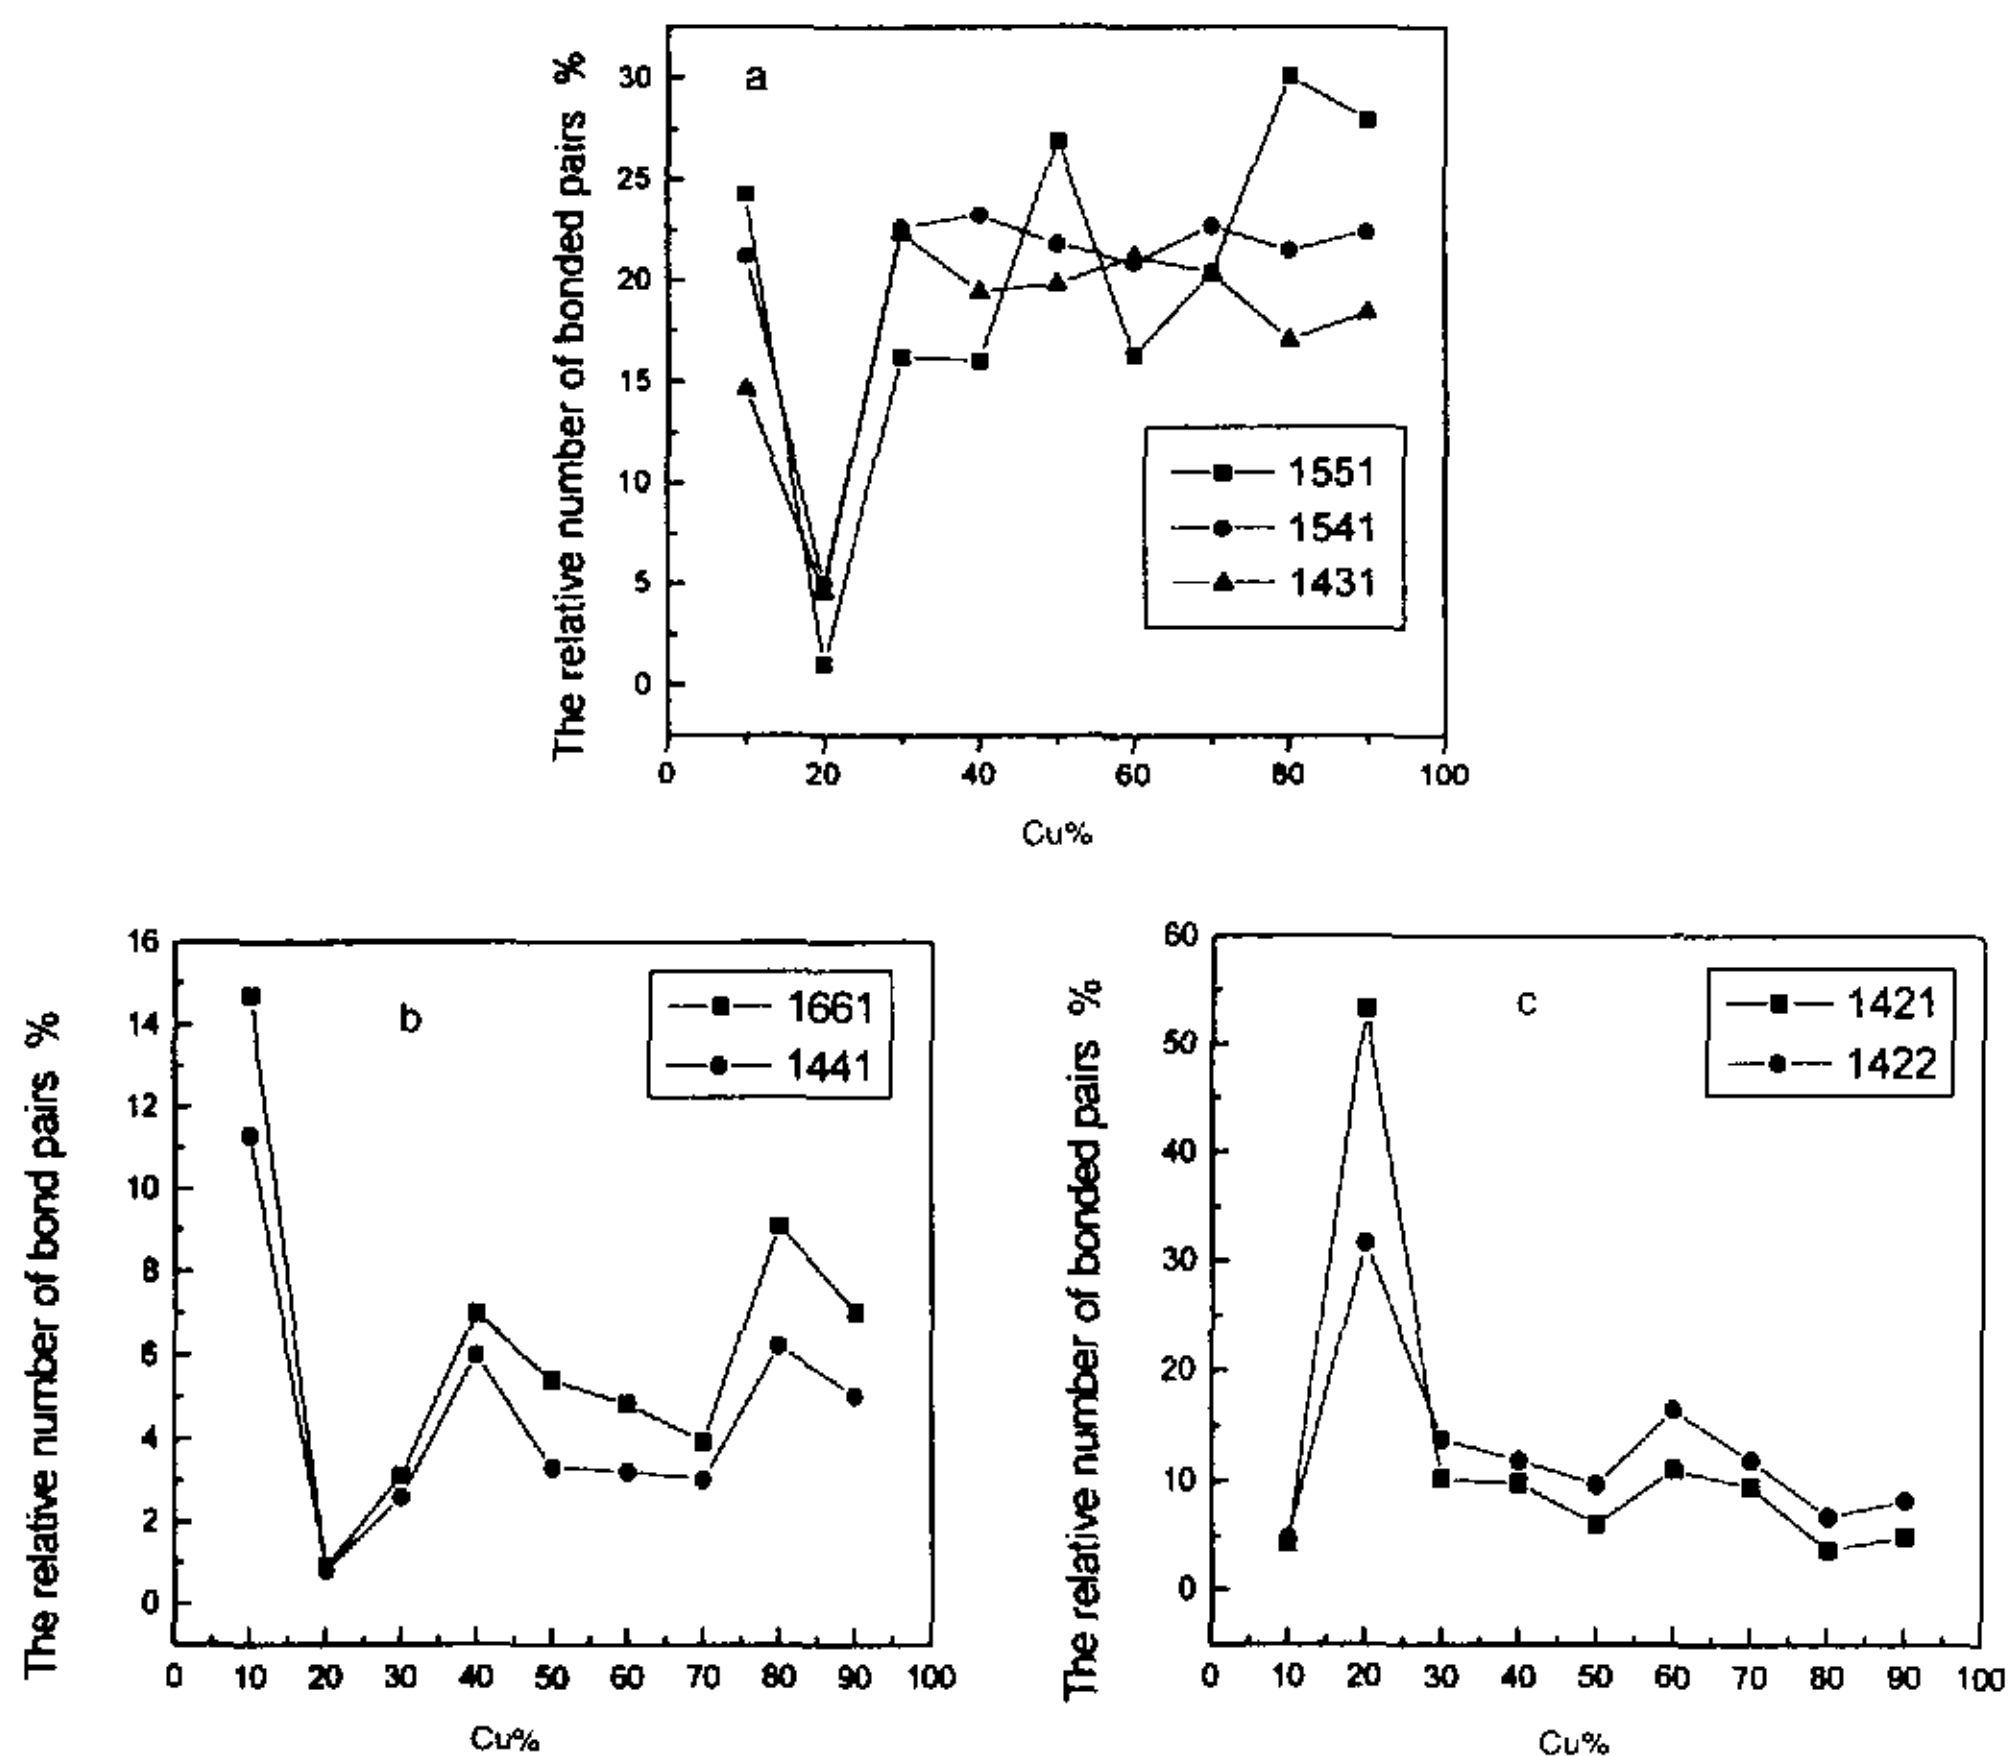 The relative number of bonded pairs %
a
30
25
20
15
10
5
0
1551
1541
1431
0 20 40 60 80 100
Cu%
The relative number of bond pairs %
b
16
14
12
10
8
6
4
2
0
1661
1441
0 10 20 30 40 50 60 70 80 90 100
Cu%
The relative number of bonded pairs %
c
60
50
40
30
20
10
0
1421
1422
0 10 20 30 40 50 60 70 80 90 100
Cu%